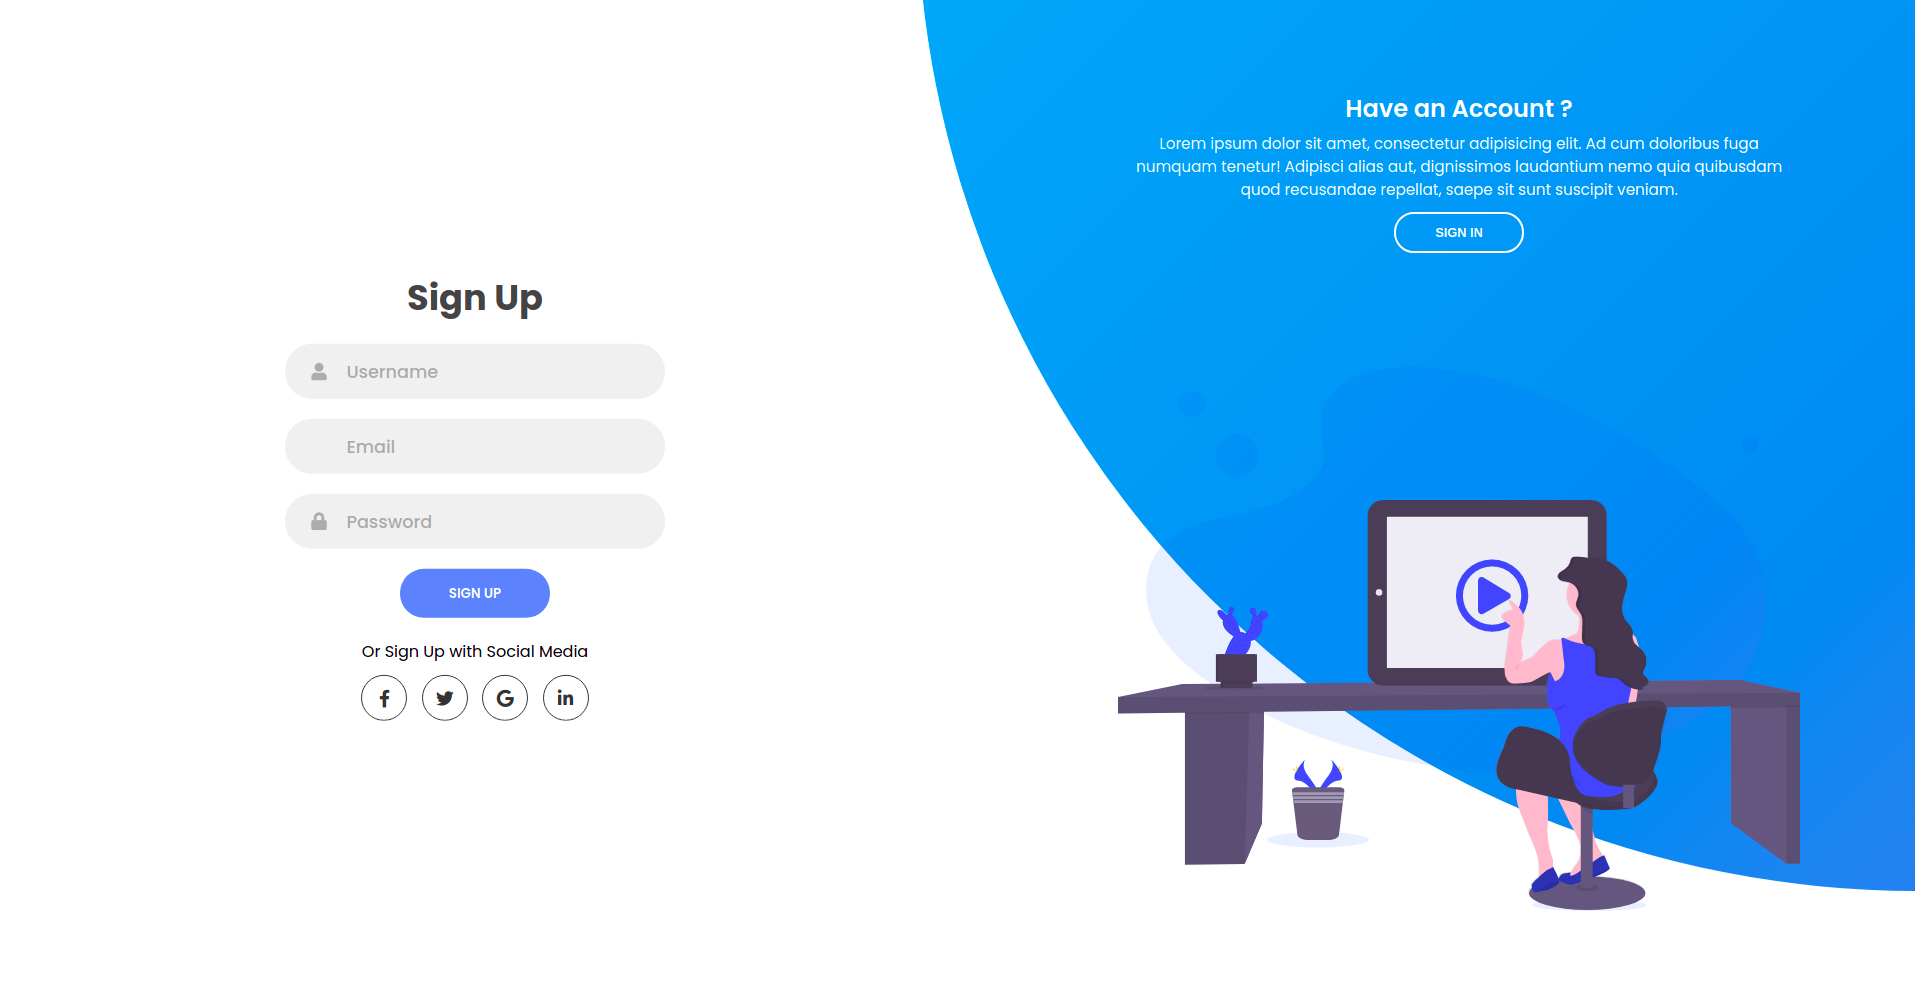 Sign Up
Username
Email
Password
SIGN UP
Or Sign Up with Social Media
Have an Account ?
Lorem ipsum dolor sit amet, consectetur adipisicing elit. Ad cum doloribus fuga
numquam tenetur! Adipisci alias aut, dignissimos laudantium nemo quia quibusdam
quod recusandae repellat, saepe sit sunt suscipit veniam.
SIGN IN